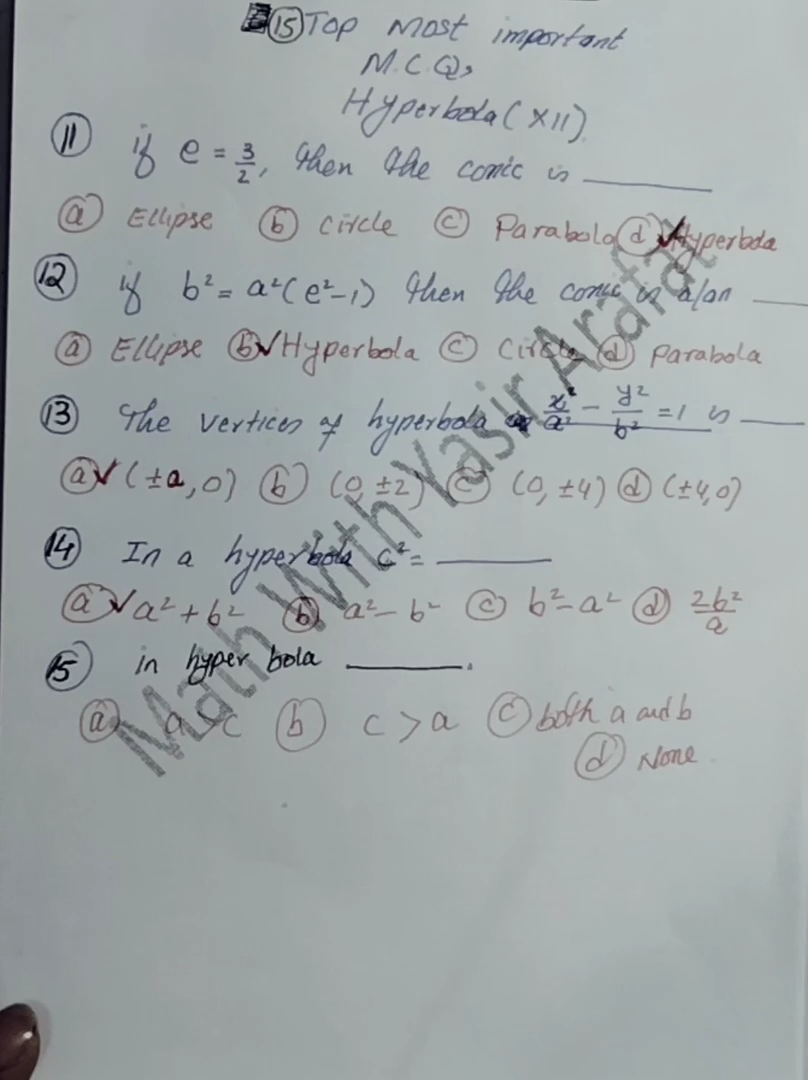 ⑮ Top Most important
M.C.Qs
Hyperbola (XII)
⑪ if e = 3/2, then the conic is ______
ⓐ Ellipse ⓑ circle ⓒ Parabola ⓓ✓Hyperbola
⑫ if b² = a²(e²-1) then the conic is a/an ___
ⓐ Ellipse ⓑ✓Hyperbola ⓒ Circle ⓓ parabola
⑬ The vertices of hyperbola x²/a² - y²/b² = 1 is ___
ⓐ✓(±a,0) ⓑ (0,±2) ⓒ (0,±4) ⓓ (±4,0)
⑭ In a hyperbola c² = ______
ⓐ✓a²+b² ⓑ a²-b² ⓒ b²-a² ⓓ 2b²/a
⑮ in hyper bola ______.
ⓐ a > c ⓑ c > a ⓒ both a and b
ⓓ None
Math With Yasir Arafat